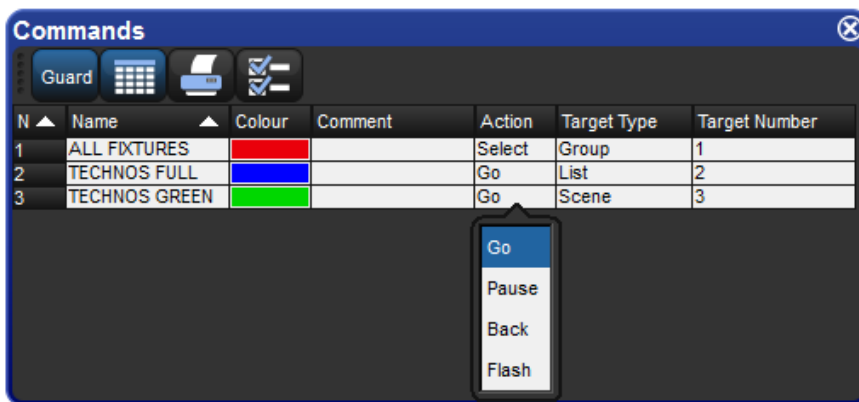 Commands
Guard
N Name Colour Comment Action Target Type Target Number
1 ALL FIXTURES Select Group 1
2 TECHNOS FULL Go List 2
3 TECHNOS GREEN Go Scene 3
Go
Pause
Back
Flash